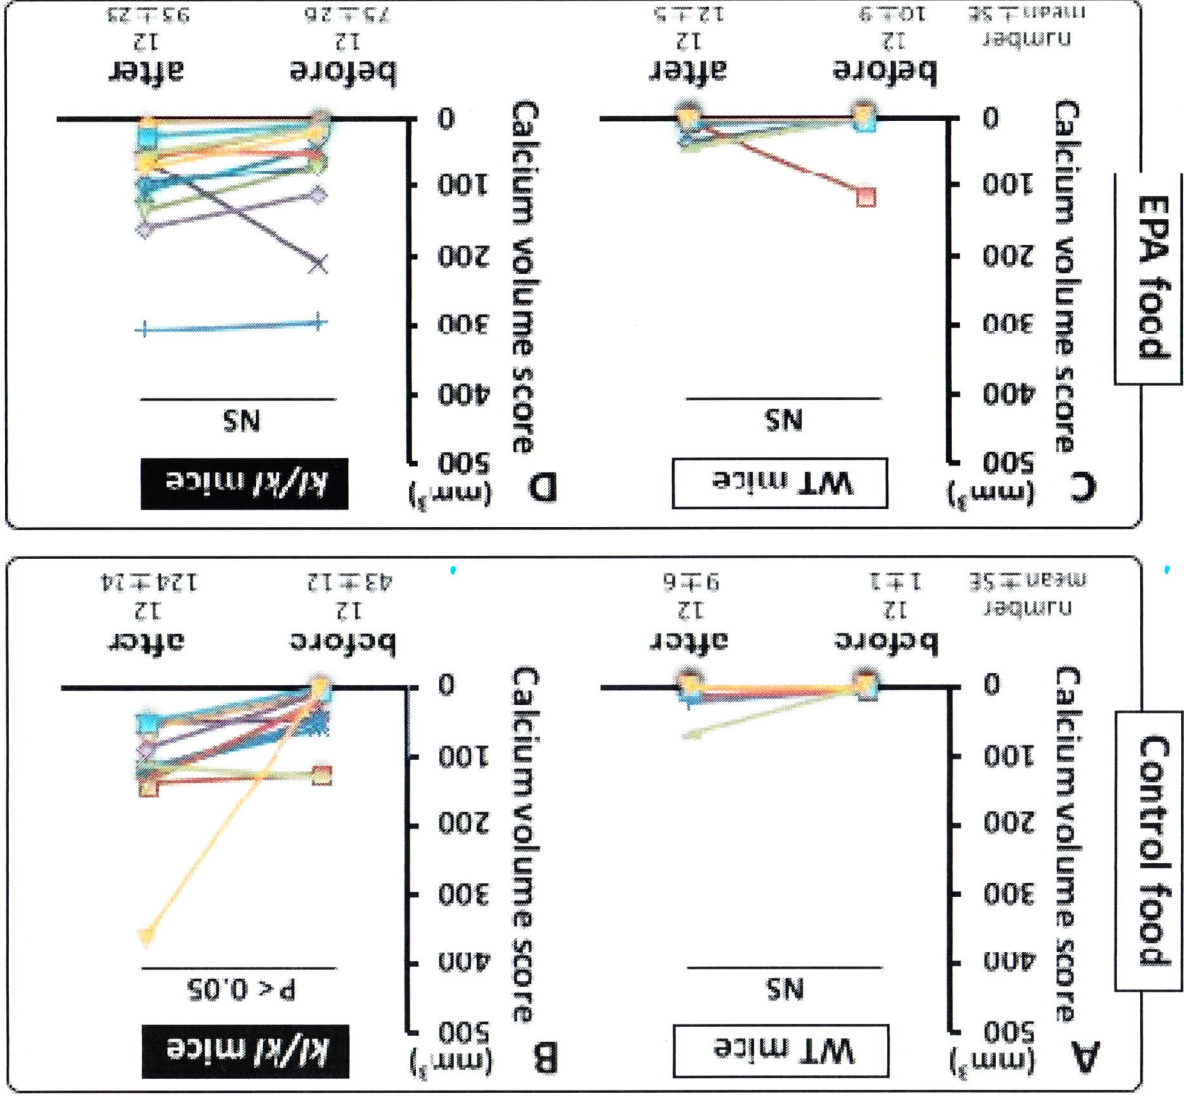 Control food
A
(mm³)
WT mice
NS
Calcium volume score
500
400
300
200
100
0
before after
number 12 12
mean±SE 1±1 9±6
B
(mm³)
kl/kl mice
P < 0.05
Calcium volume score
500
400
300
200
100
0
before after
12 12
43±12 124±24
EPA food
C
(mm³)
WT mice
NS
Calcium volume score
500
400
300
200
100
0
before after
number 12 12
mean±SE 10±9 12±5
D
(mm³)
kl/kl mice
NS
Calcium volume score
500
400
300
200
100
0
before after
12 12
75±26 93±23